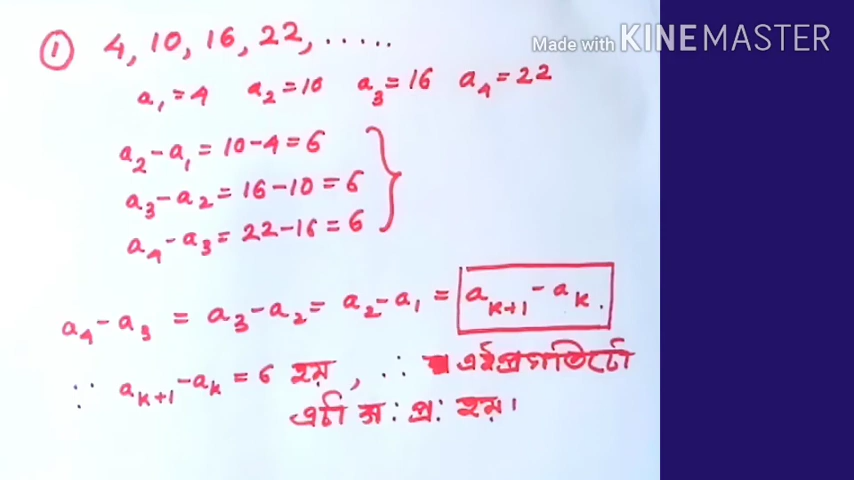 ① 4, 10, 16, 22, .....
Made with KINEMASTER
a₁ = 4 a₂ = 10 a₃ = 16 a₄ = 22
a₂ - a₁ = 10 - 4 = 6
a₃ - a₂ = 16 - 10 = 6
a₄ - a₃ = 22 - 16 = 6
a₄ - a₃ = a₃ - a₂ = a₂ - a₁ = aₖ₊₁ - aₖ.
∵ aₖ₊₁ - aₖ = 6 হয়, ∴ এইপ্ৰগতিটো
এটা স: প্ৰ: হয়।